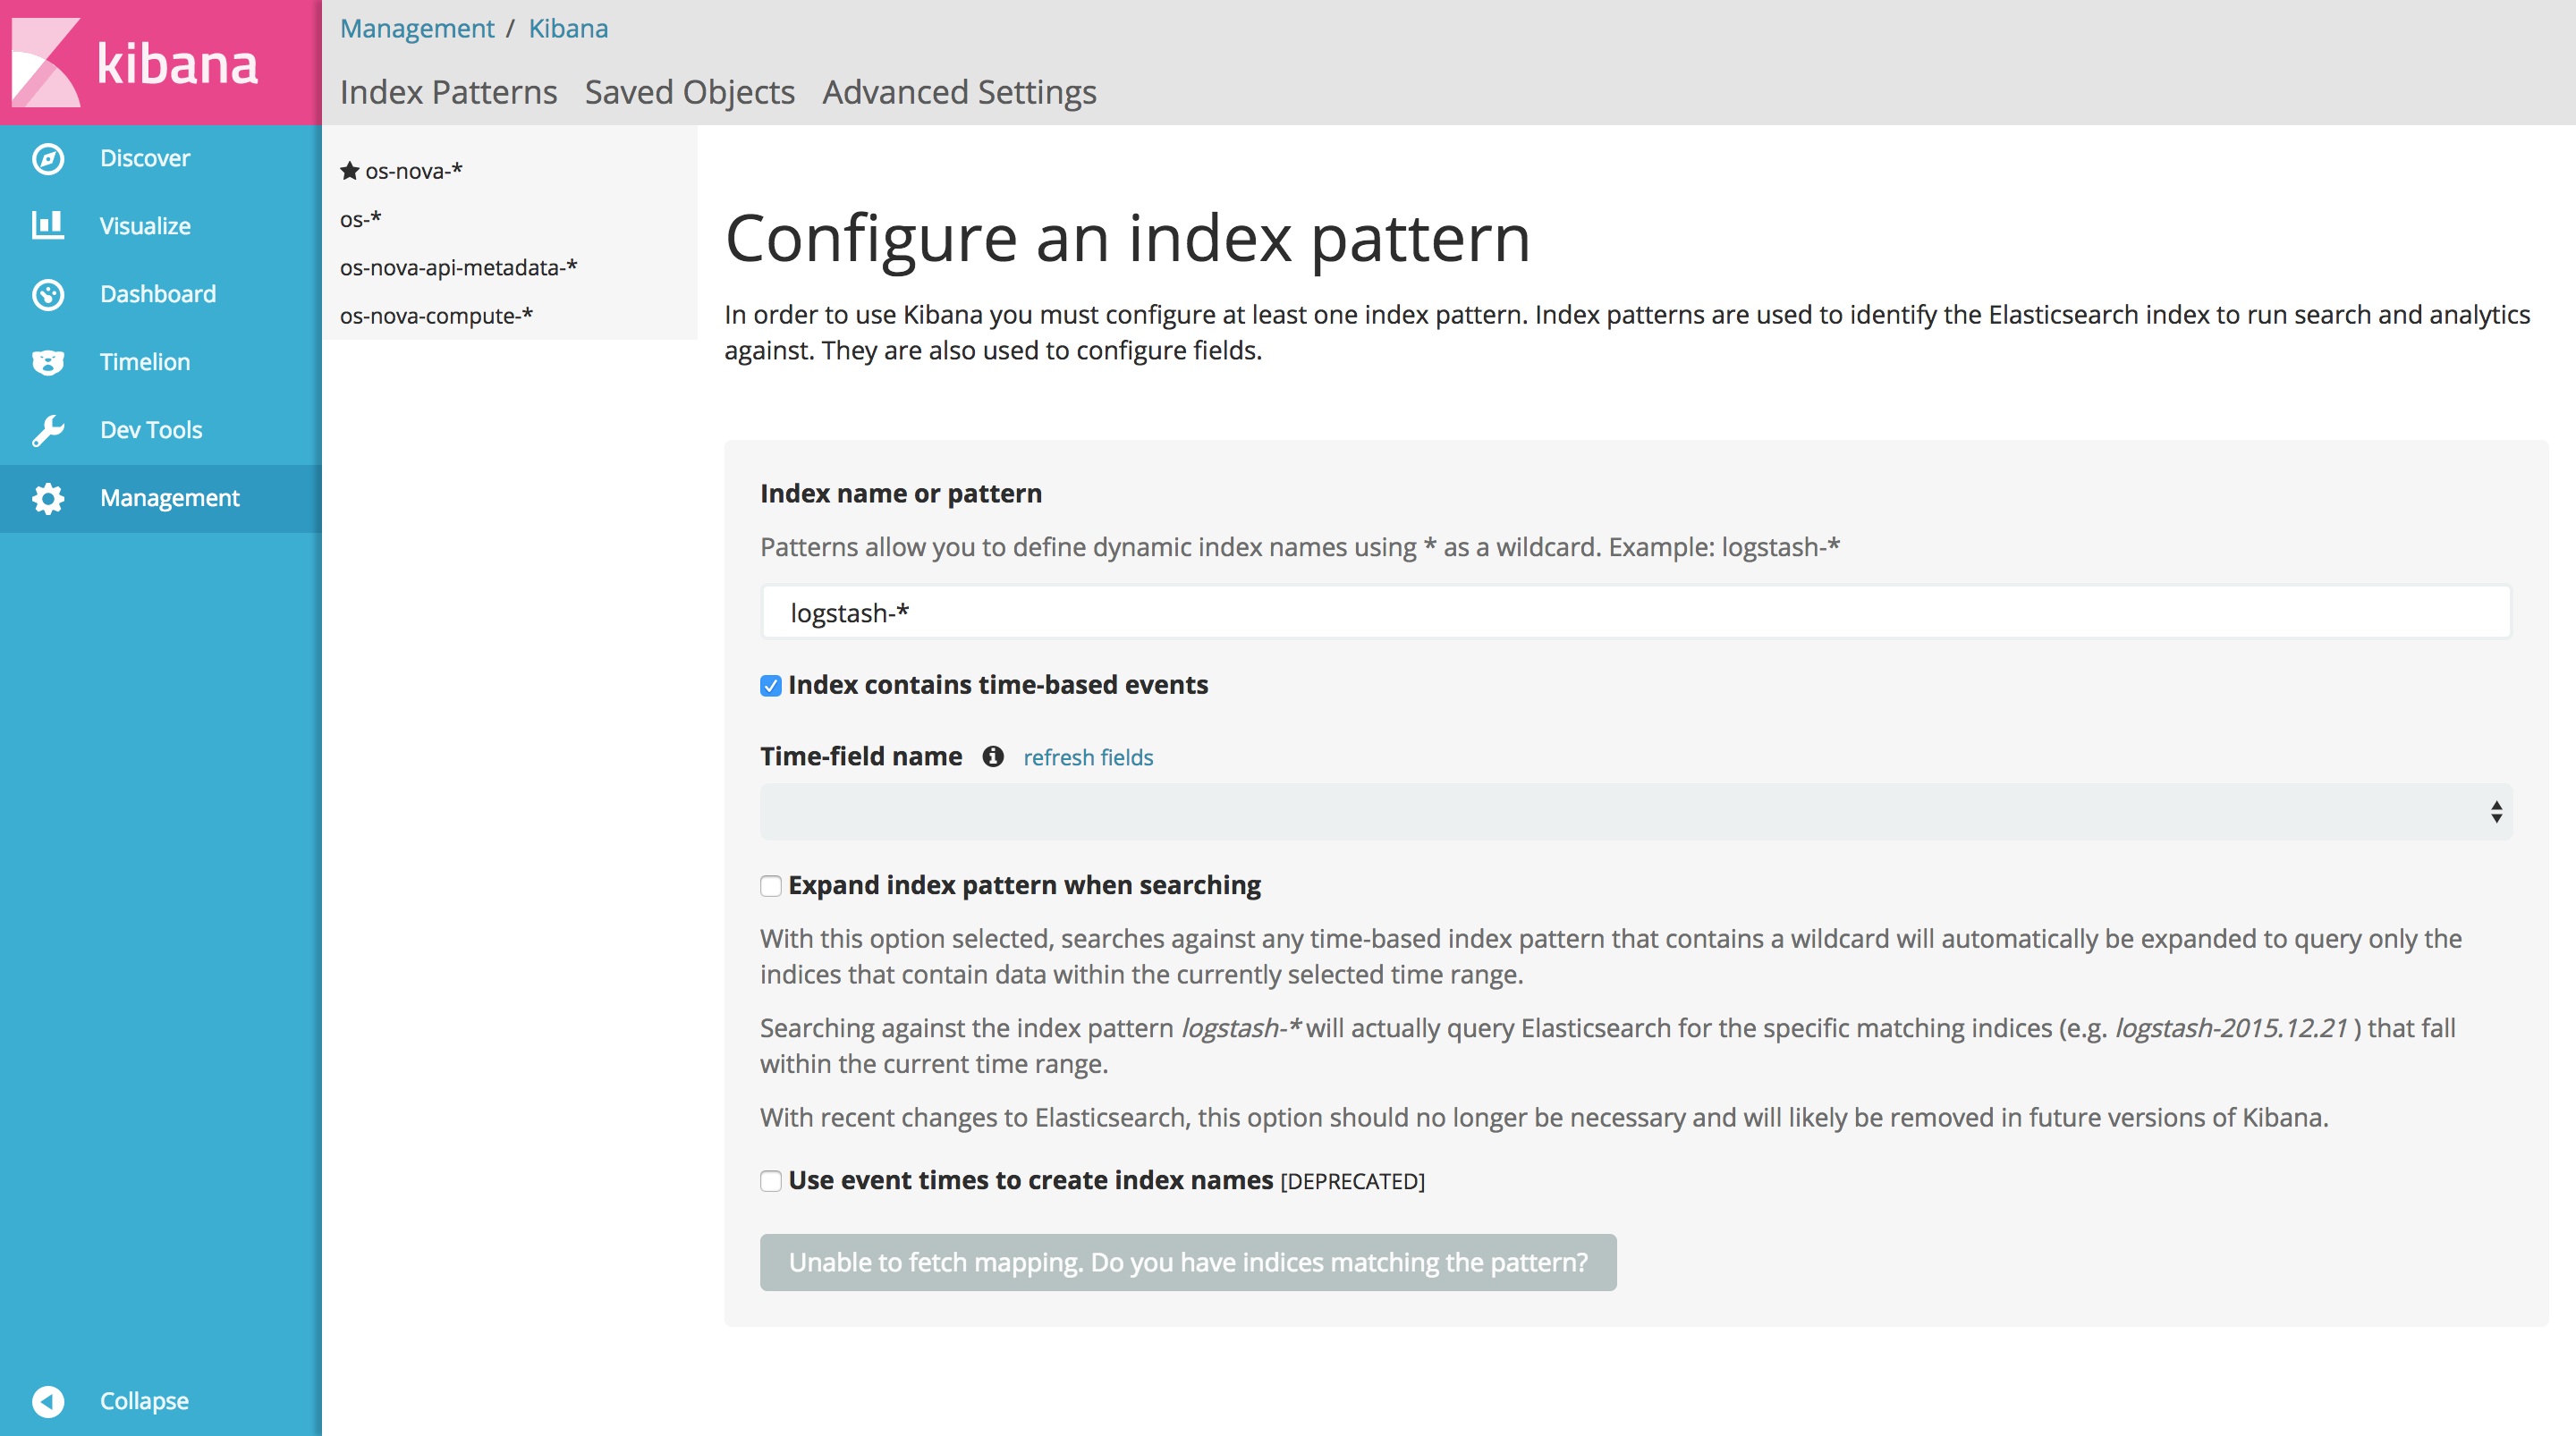 kibana
Management / Kibana
Index Patterns Saved Objects Advanced Settings
Discover
Visualize
Dashboard
Timelion
Dev Tools
Management
Collapse
os-nova-*
os-*
os-nova-api-metadata-*
os-nova-compute-*
Configure an index pattern
In order to use Kibana you must configure at least one index pattern. Index patterns are used to identify the Elasticsearch index to run search and analytics
against. They are also used to configure fields.
Index name or pattern
Patterns allow you to define dynamic index names using * as a wildcard. Example: logstash-*
logstash-*
Index contains time-based events
Time-field name refresh fields
Expand index pattern when searching
With this option selected, searches against any time-based index pattern that contains a wildcard will automatically be expanded to query only the
indices that contain data within the currently selected time range.
Searching against the index pattern logstash-* will actually query Elasticsearch for the specific matching indices (e.g. logstash-2015.12.21 ) that fall
within the current time range.
With recent changes to Elasticsearch, this option should no longer be necessary and will likely be removed in future versions of Kibana.
Use event times to create index names [DEPRECATED]
Unable to fetch mapping. Do you have indices matching the pattern?